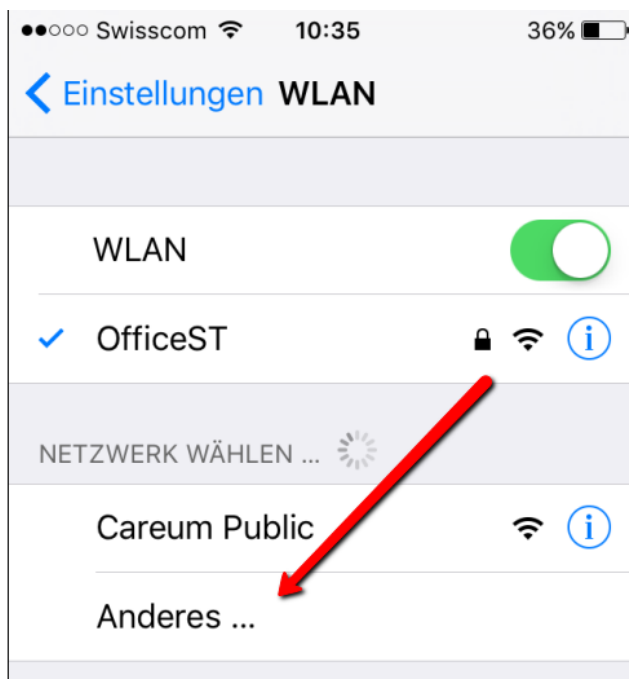 Swisscom 10:35 36%
Einstellungen WLAN
WLAN
OfficeST
NETZWERK WÄHLEN ...
Careum Public
Anderes ...